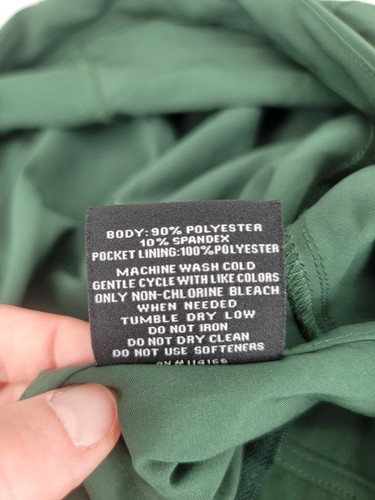 BODY: 90% POLYESTER
10% SPANDEX
POCKET LINING: 100% POLYESTER
MACHINE WASH COLD
GENTLE CYCLE WITH LIKE COLORS
ONLY NON-CHLORINE BLEACH
WHEN NEEDED
TUMBLE DRY LOW
DO NOT IRON
DO NOT DRY CLEAN
DO NOT USE SOFTENERS